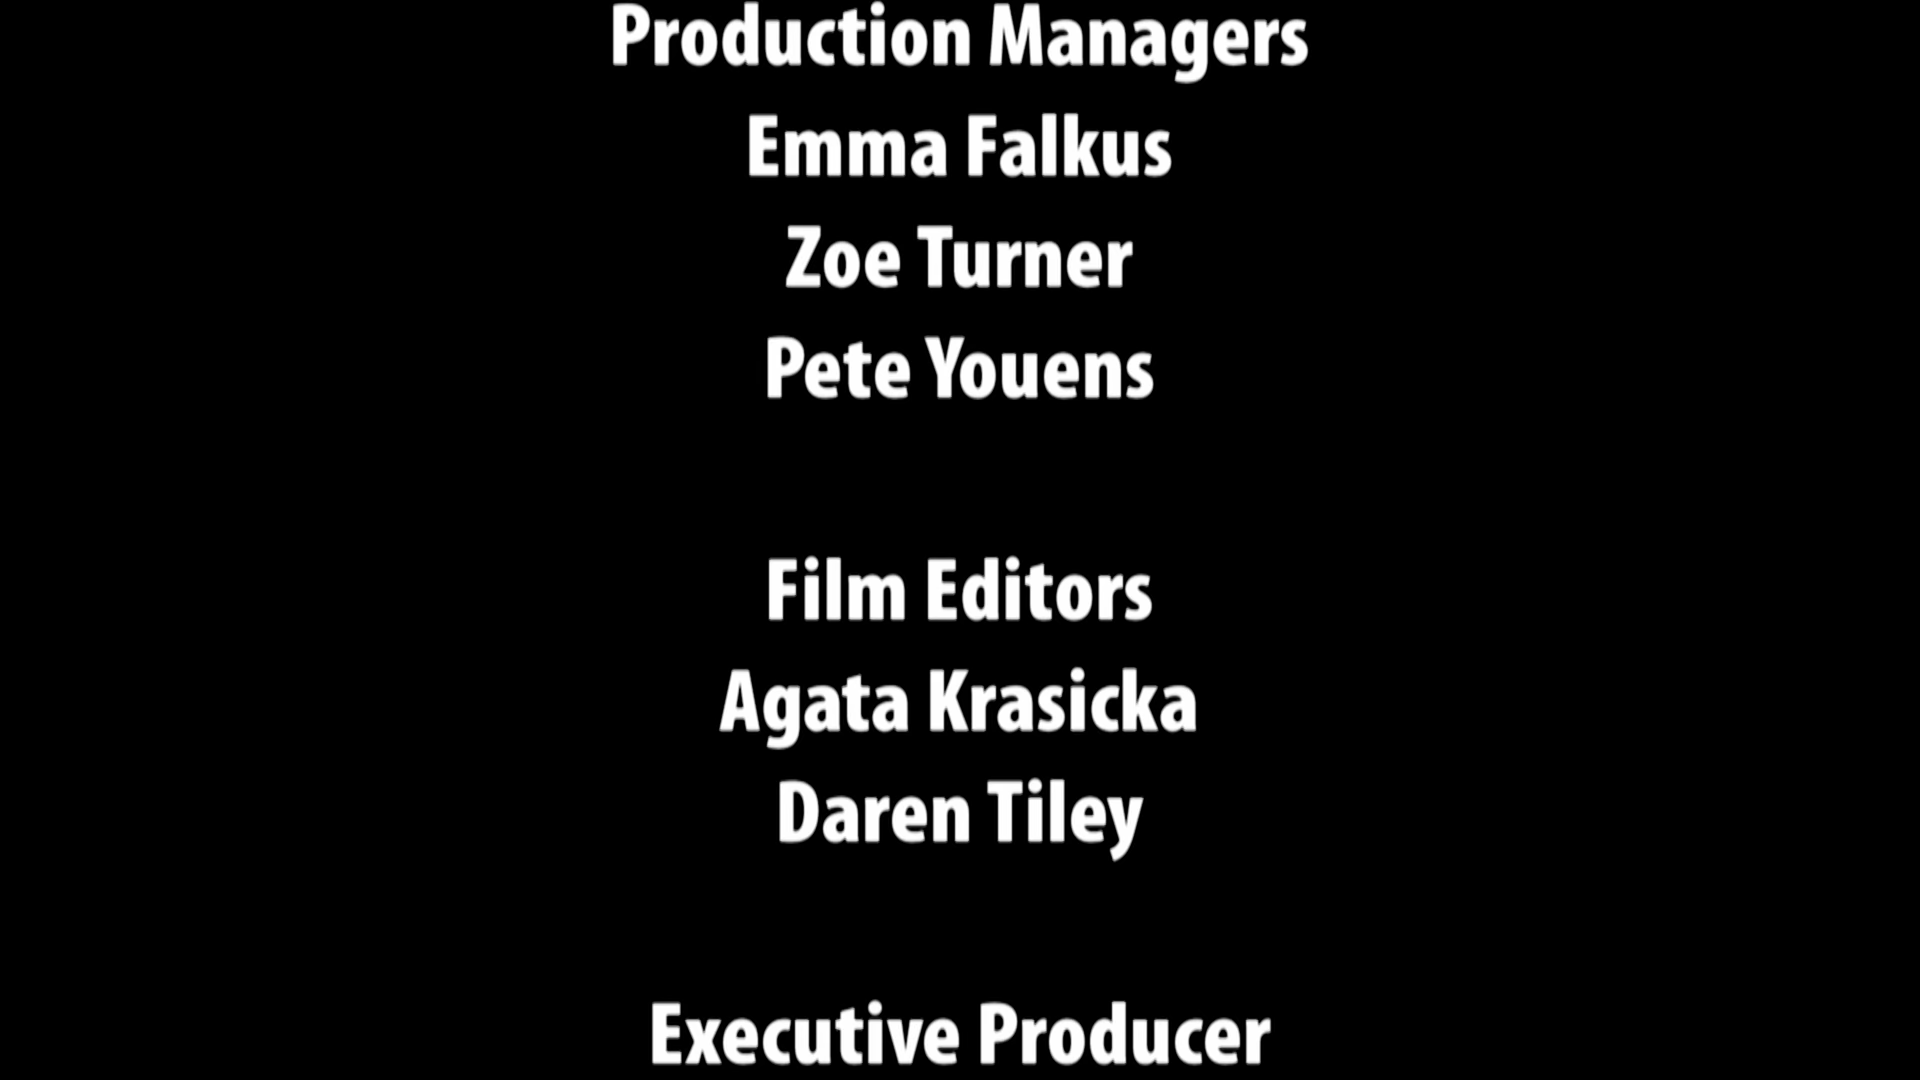 Production Managers
Emma Falkus
Zoe Turner
Pete Youens
Film Editors
Agata Krasicka
Daren Tiley
Executive Producer